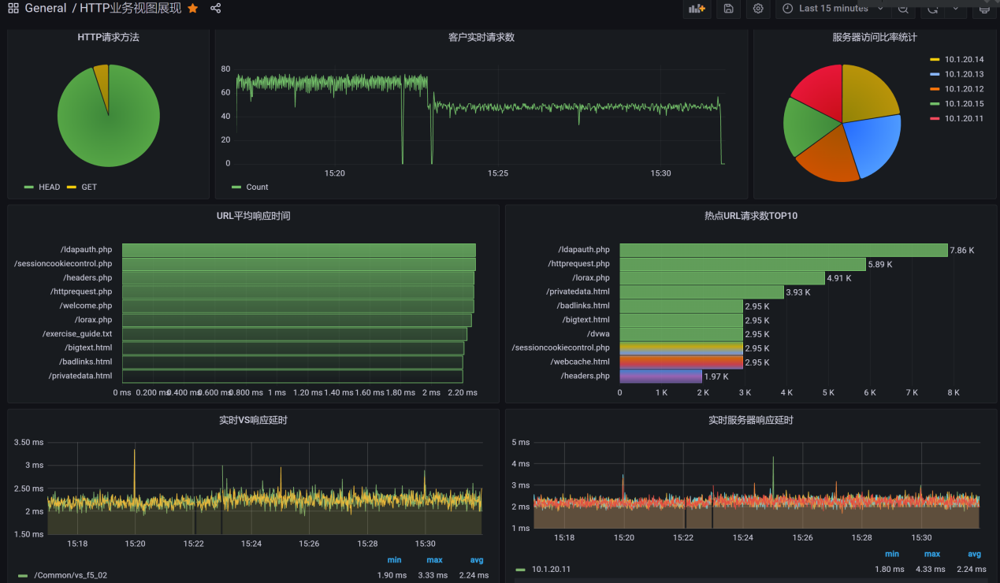 General / HTTP业务视图展现
Last 15 minutes
HTTP请求方法
HEAD
GET
客户实时请求数
80
60
40
20
0
15:20
15:25
15:30
Count
服务器访问比率统计
10.1.20.14
10.1.20.13
10.1.20.12
10.1.20.15
10.1.20.11
URL平均响应时间
/ldapauth.php
/sessioncookiecontrol.php
/headers.php
/httprequest.php
/welcome.php
/lorax.php
/exercise_guide.txt
/bigtext.html
/badlinks.html
/privatedata.html
0 ms 0.200 ms 0.400 ms 0.600 ms 0.800 ms 1 ms 1.20 ms 1.40 ms 1.60 ms 1.80 ms 2 ms 2.20 ms
热点URL请求数TOP10
/ldapauth.php 7.86 K
/httprequest.php 5.89 K
/lorax.php 4.91 K
/privatedata.html 3.93 K
/badlinks.html 2.95 K
/bigtext.html 2.95 K
/dvwa 2.95 K
/sessioncookiecontrol.php 2.95 K
/webcache.html 2.95 K
/headers.php 1.97 K
0 1 K 2 K 3 K 4 K 5 K 6 K 7 K 8 K
实时VS响应延时
3.50 ms
3 ms
2.50 ms
2 ms
1.50 ms
15:18 15:20 15:22 15:24 15:26 15:28 15:30
min max avg
/Common/vs_f5_02 1.90 ms 3.33 ms 2.24 ms
实时服务器响应延时
5 ms
4 ms
3 ms
2 ms
1 ms
15:18 15:20 15:22 15:24 15:26 15:28 15:30
min max avg
10.1.20.11 1.80 ms 4.33 ms 2.24 ms